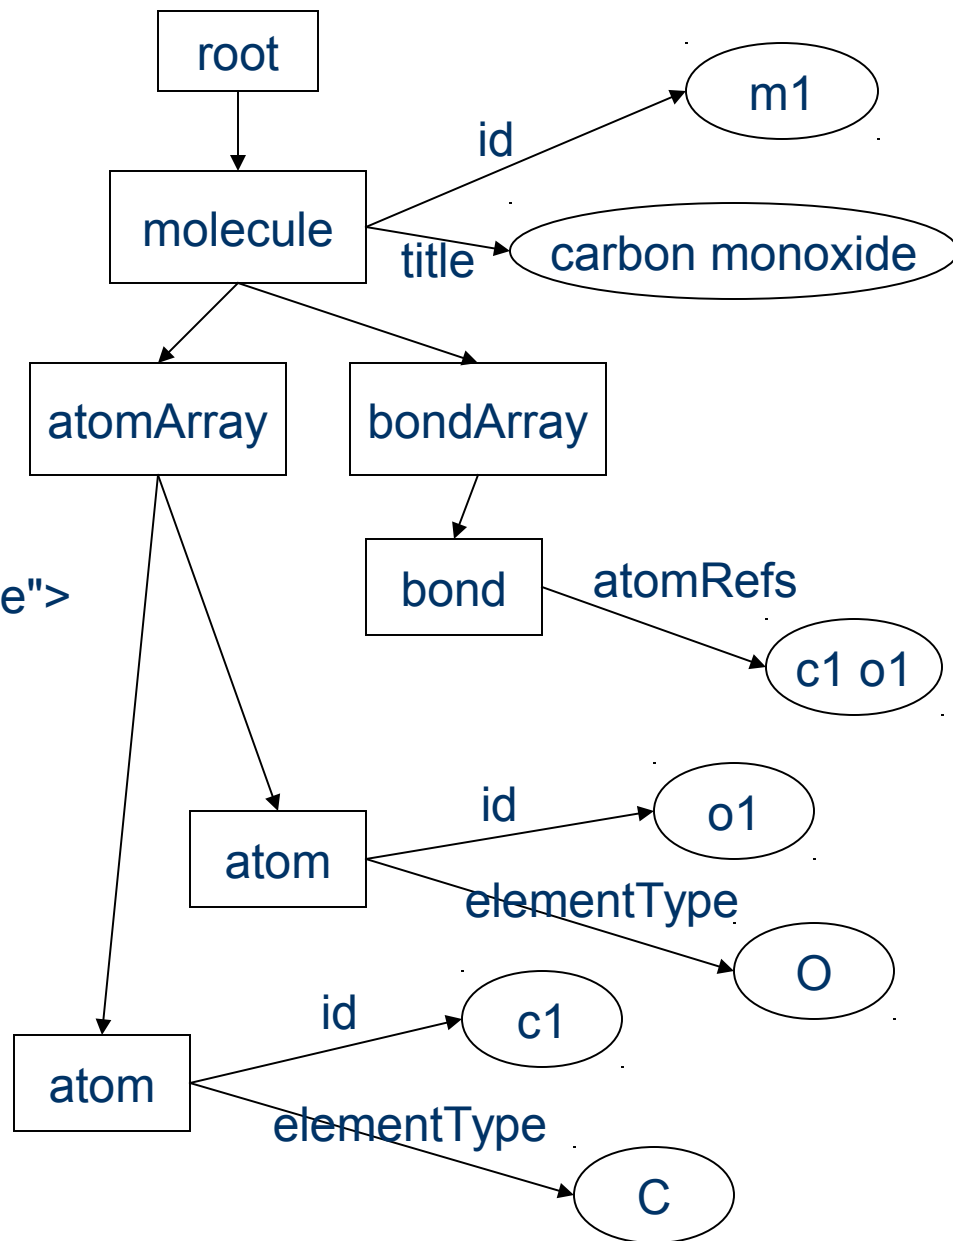 root
m1
id
molecule
title
carbon monoxide
atomArray
bondArray
e">
bond
atomRefs
c1 o1
id
o1
atom
elementType
O
id
c1
atom
elementType
C